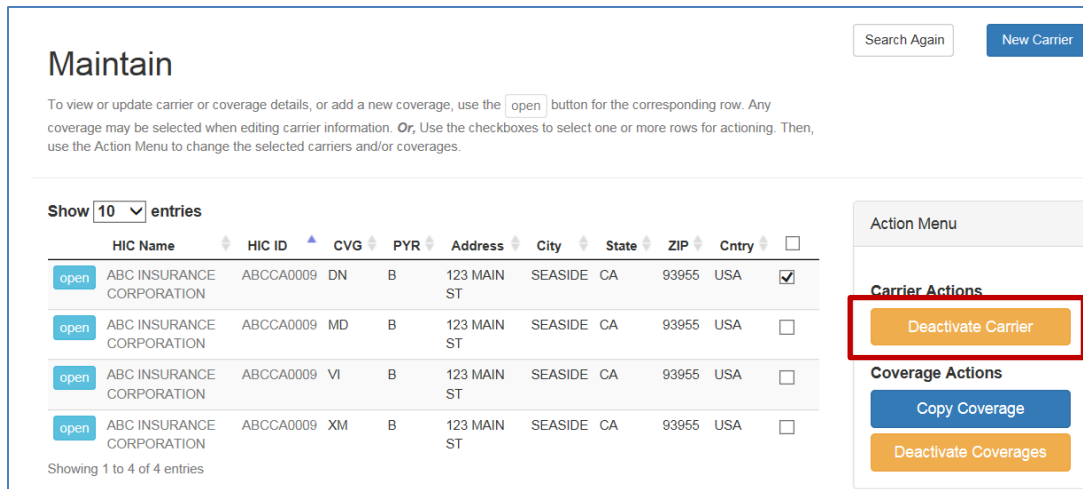 Search Again
New Carrier
Maintain
To view or update carrier or coverage details, or add a new coverage, use the open button for the corresponding row. Any
coverage may be selected when editing carrier information. Or, Use the checkboxes to select one or more rows for actioning. Then,
use the Action Menu to change the selected carriers and/or coverages.
Show 10 entries
HIC Name HIC ID CVG PYR Address City State ZIP Cntry
open ABC INSURANCE ABCCA0009 DN B 123 MAIN SEASIDE CA 93955 USA
CORPORATION ST
open ABC INSURANCE ABCCA0009 MD B 123 MAIN SEASIDE CA 93955 USA
CORPORATION ST
open ABC INSURANCE ABCCA0009 VI B 123 MAIN SEASIDE CA 93955 USA
CORPORATION ST
open ABC INSURANCE ABCCA0009 XM B 123 MAIN SEASIDE CA 93955 USA
CORPORATION ST
Showing 1 to 4 of 4 entries
Action Menu
Carrier Actions
Deactivate Carrier
Coverage Actions
Copy Coverage
Deactivate Coverages